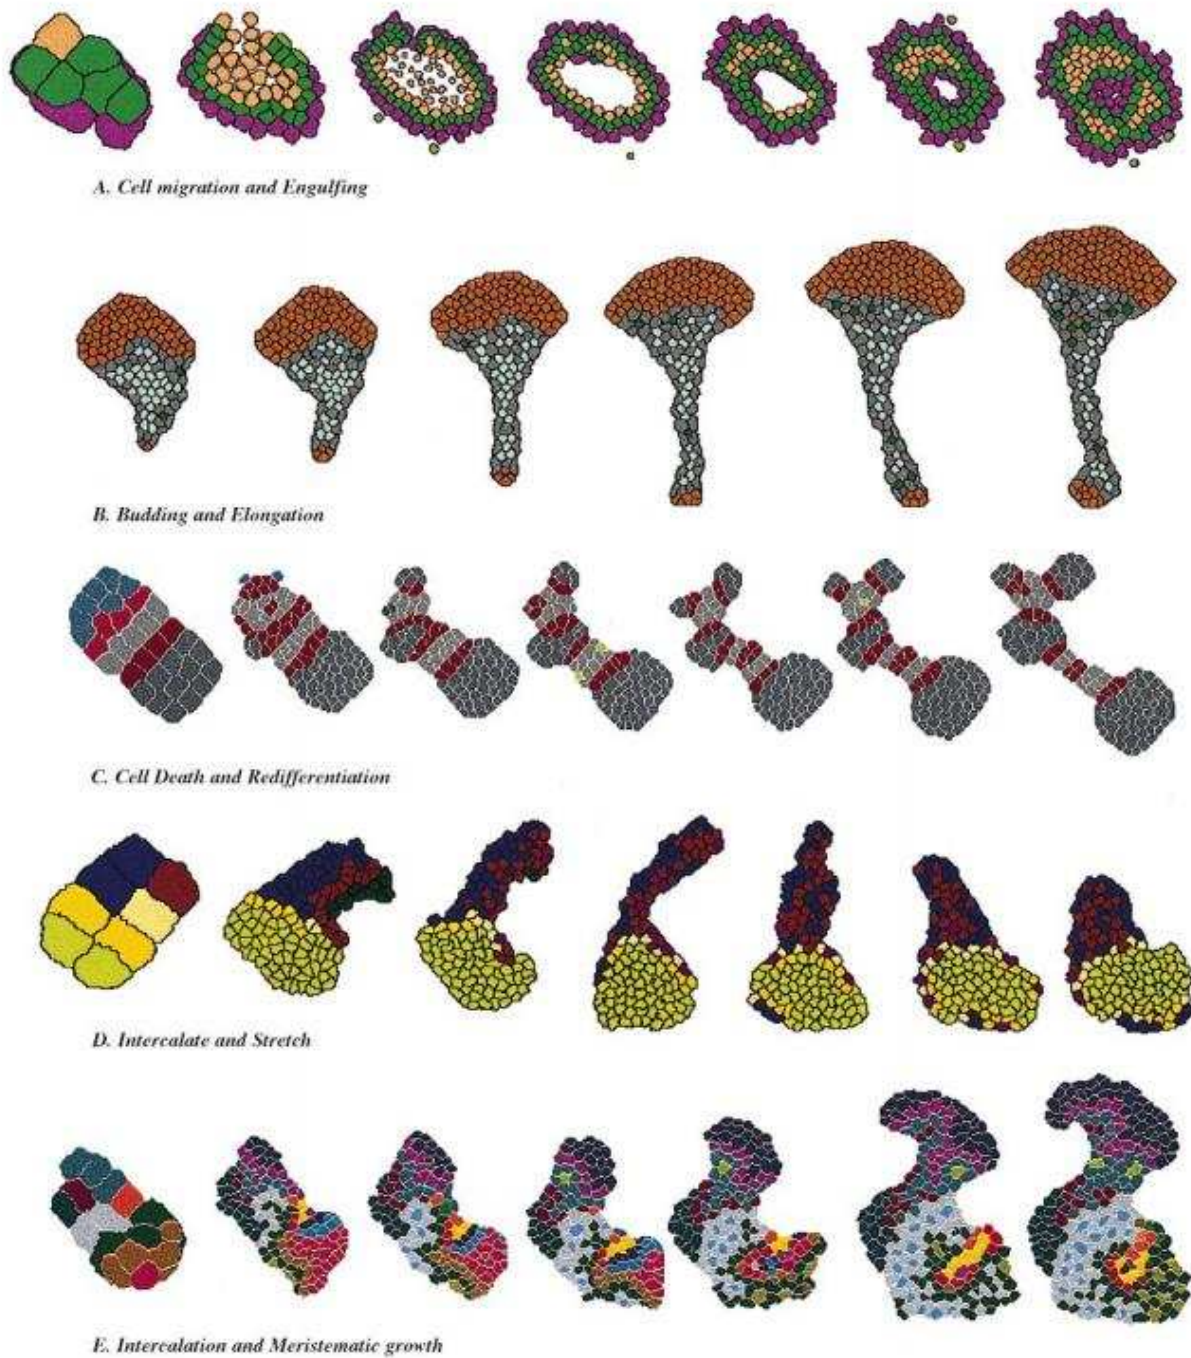 A. Cell migration and Engulfing
B. Budding and Elongation
C. Cell Death and Redifferentiation
D. Intercalate and Stretch
E. Intercalation and Meristematic growth